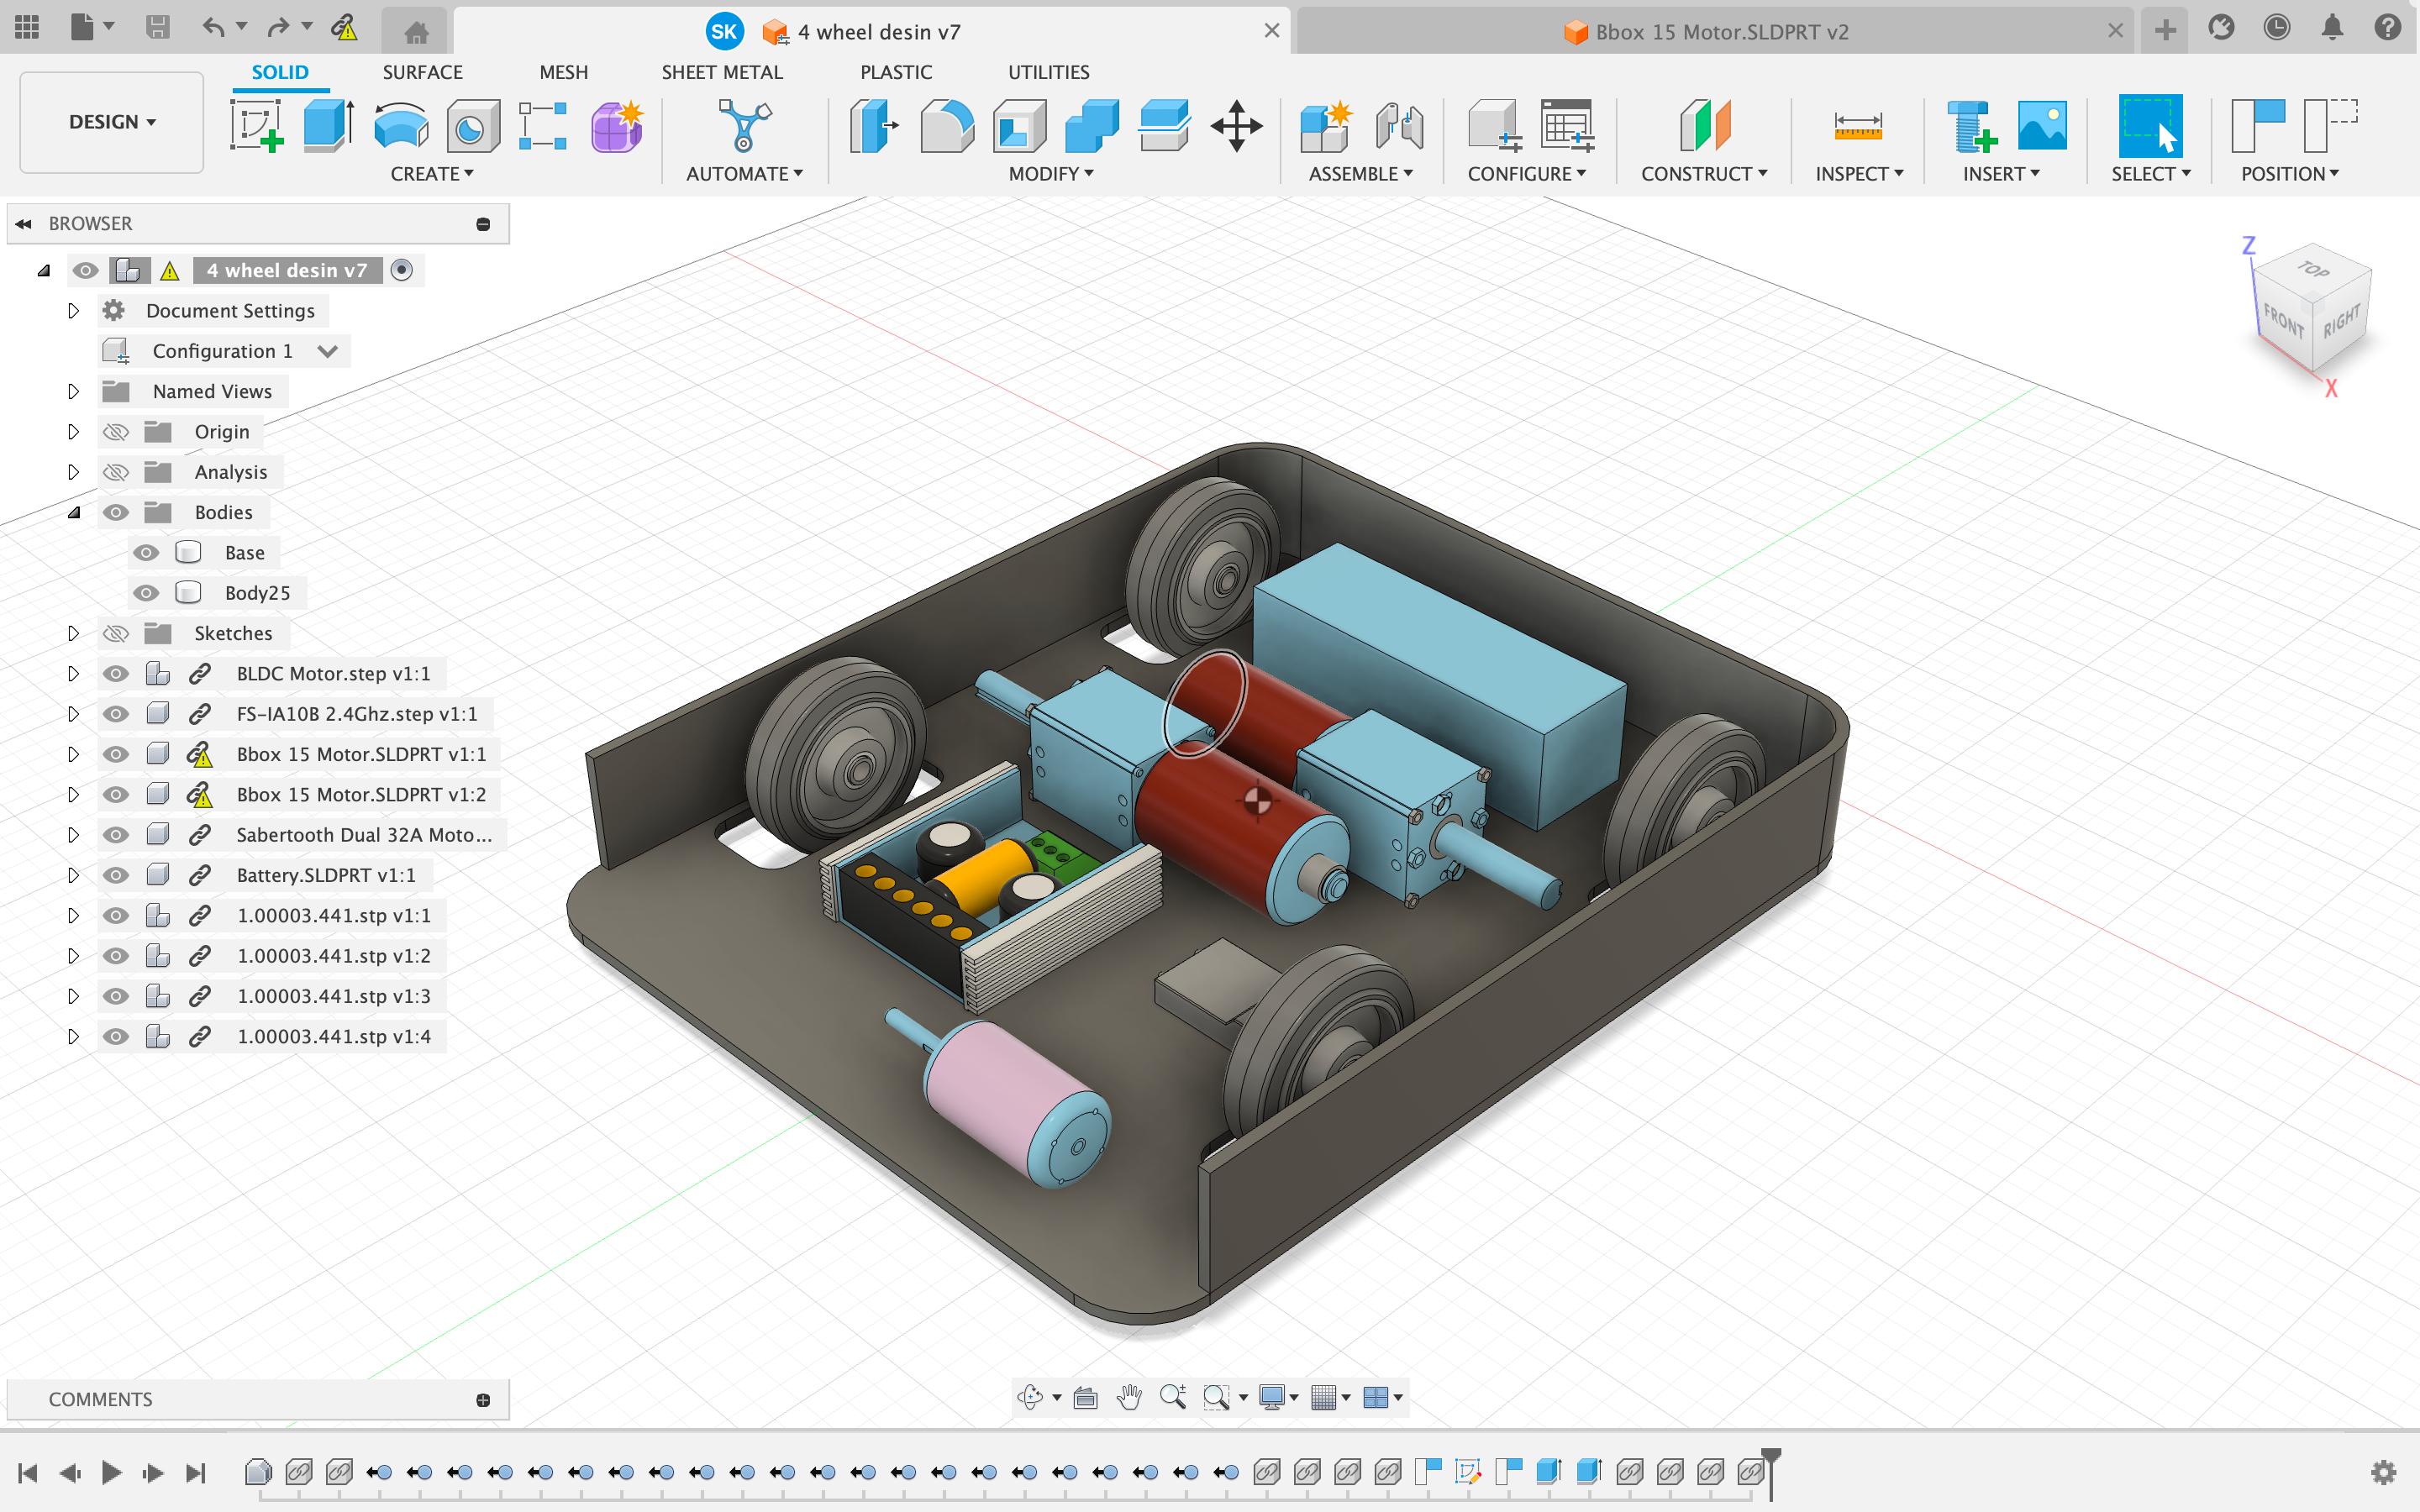 SK
4 wheel desin v7
Bbox 15 Motor.SLDPRT v2
SOLID
SURFACE
MESH
SHEET METAL
PLASTIC
UTILITIES
DESIGN
CREATE
AUTOMATE
MODIFY
ASSEMBLE
CONFIGURE
CONSTRUCT
INSPECT
INSERT
SELECT
POSITION
BROWSER
4 wheel desin v7
Document Settings
Configuration 1
Named Views
Origin
Analysis
Bodies
Base
Body25
Sketches
BLDC Motor.step v1:1
FS-IA10B 2.4Ghz.step v1:1
Bbox 15 Motor.SLDPRT v1:1
Bbox 15 Motor.SLDPRT v1:2
Sabertooth Dual 32A Moto...
Battery.SLDPRT v1:1
1.00003.441.stp v1:1
1.00003.441.stp v1:2
1.00003.441.stp v1:3
1.00003.441.stp v1:4
Z
TOP
FRONT
RIGHT
X
COMMENTS